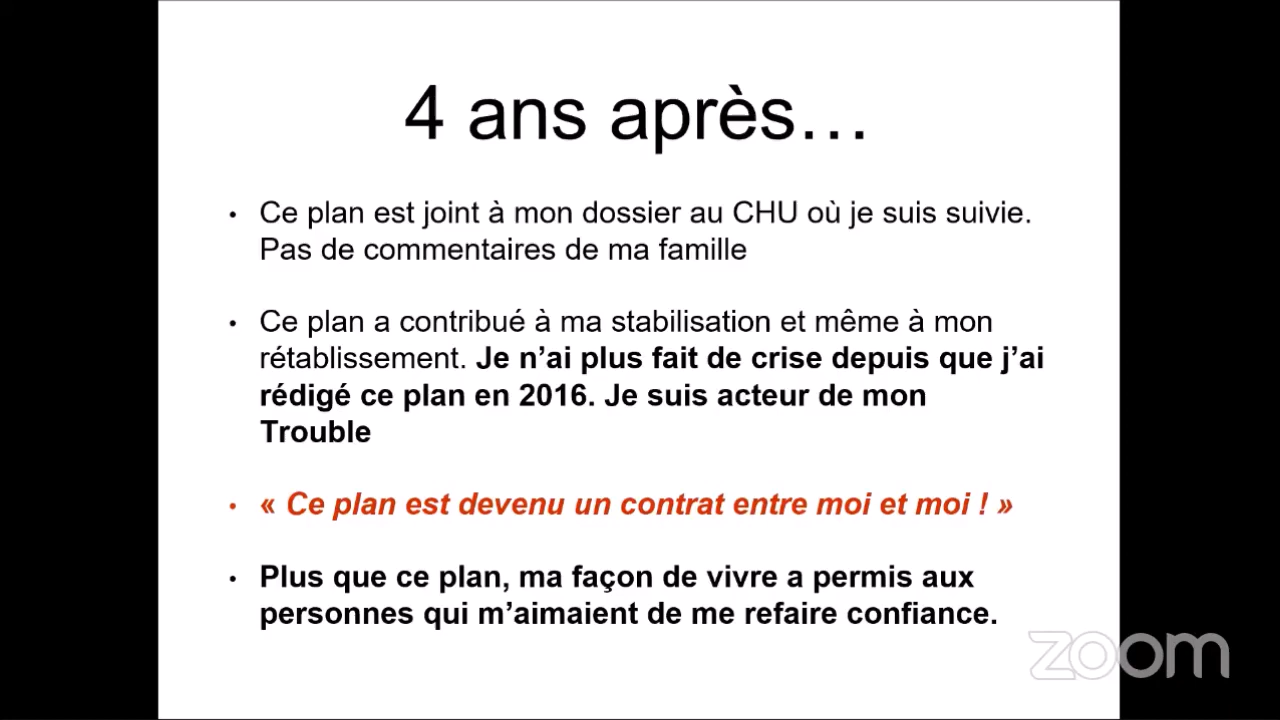 4 ans après…
• Ce plan est joint à mon dossier au CHU où je suis suivie.
Pas de commentaires de ma famille
• Ce plan a contribué à ma stabilisation et même à mon
rétablissement. Je n’ai plus fait de crise depuis que j’ai
rédigé ce plan en 2016. Je suis acteur de mon
Trouble
• « Ce plan est devenu un contrat entre moi et moi ! »
• Plus que ce plan, ma façon de vivre a permis aux
personnes qui m’aimaient de me refaire confiance.
zoom